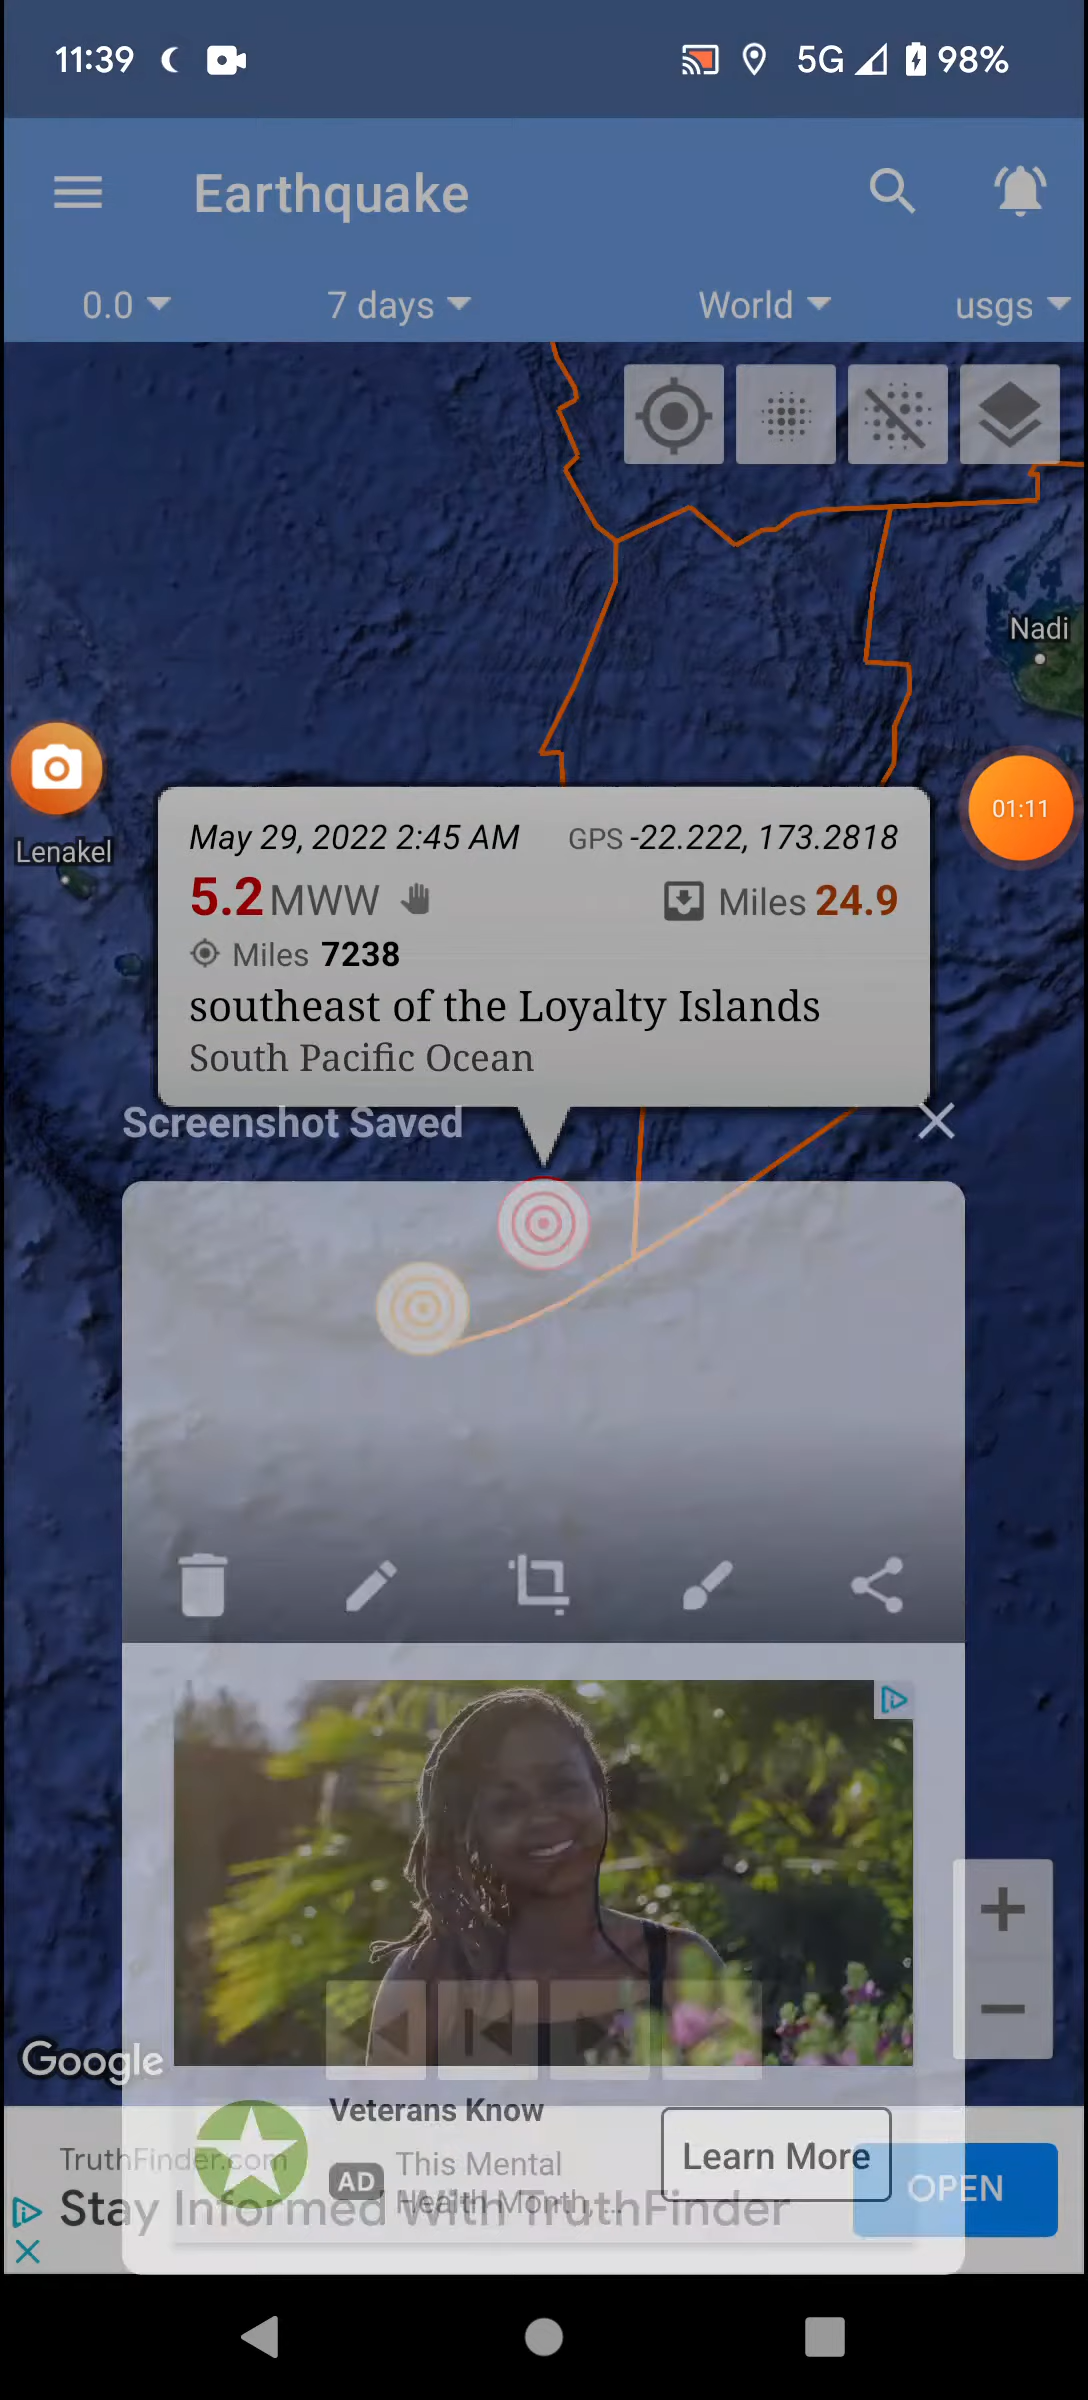 11:39 5G 98%
Earthquake
0.0 7 days World usgs
Nadi
Lenakel
01:11
May 29, 2022 2:45 AM GPS -22.222, 173.2818
5.2 MWW Miles 24.9
Miles 7238
southeast of the Loyalty Islands
South Pacific Ocean
Screenshot Saved
Google
Veterans Know
AD This Mental
Health Month, ...
Learn More
TruthFinder.com
Stay Informed With TruthFinder
OPEN